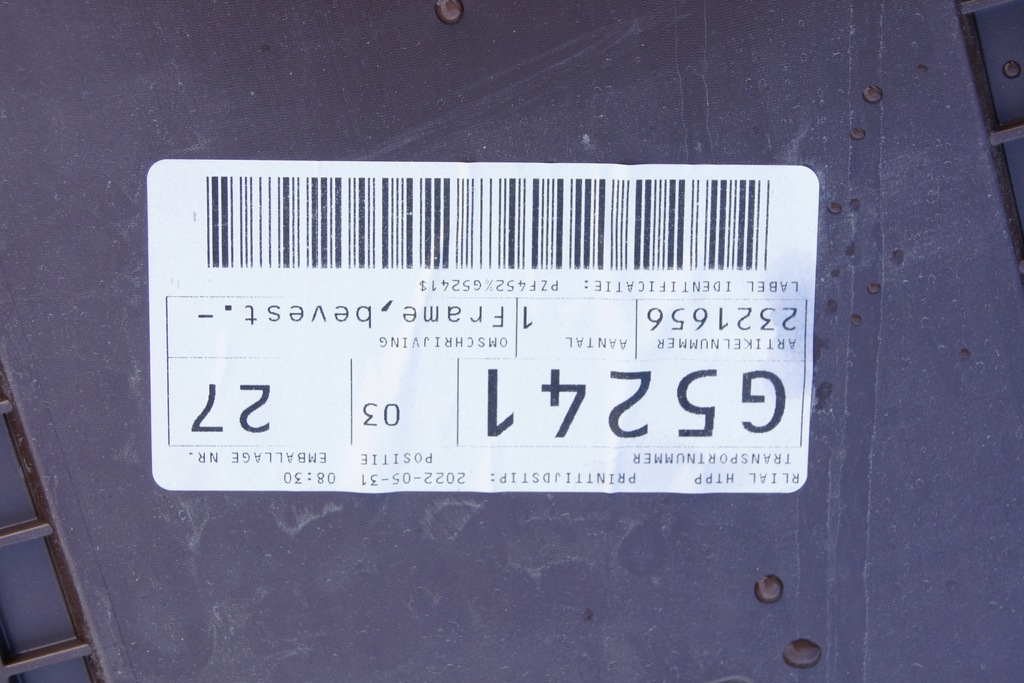 RLIAL HTPP PRINTTIJDSTIP: 2022-05-31 08:30
TRANSPORTNUMMER POSITIE EMBALLAGE NR.
G5241 03 27
ARTIKELNUMMER AANTAL OMSCHRIJVING
2321656 1 Frame,bevest.-
LABEL IDENTIFICATIE: PZF452%G5241$